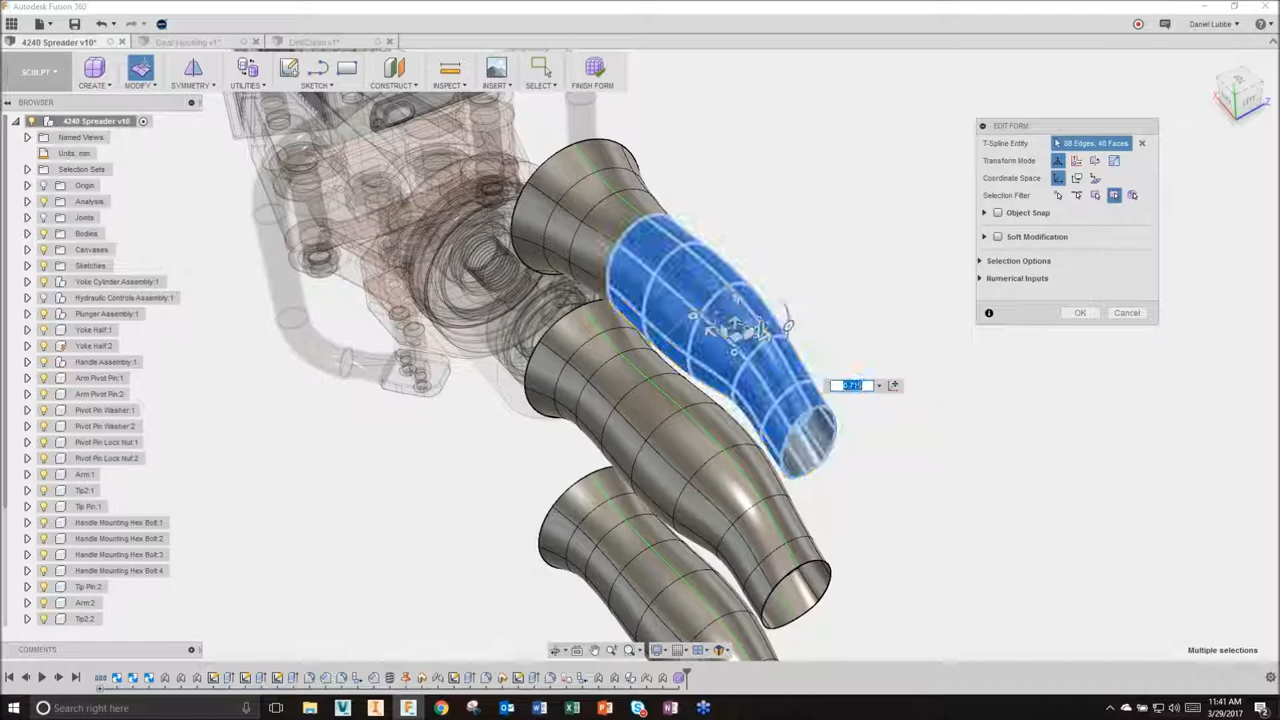 Autodesk Fusion 360
Daniel Lubbe
4240 Spreader v10*
Gear Housing v1*
SCULPT
CREATE
MODIFY
SYMMETRY
UTILITIES
SKETCH
CONSTRUCT
INSPECT
INSERT
SELECT
FINISH FORM
BROWSER
4240 Spreader v10
Named Views
Units: mm
Selection Sets
Origin
Analysis
Joints
Bodies
Canvases
Sketches
Yoke Cylinder Assembly:1
Hydraulic Controls Assembly:1
Plunger Assembly:1
Yoke Half:1
Yoke Half:2
Handle Assembly:1
Arm Pivot Pin:1
Arm Pivot Pin:2
Pivot Pin Washer:1
Pivot Pin Washer:2
Pivot Pin Lock Nut:1
Pivot Pin Lock Nut:2
Arm:1
Tip2:1
Tip Pin:1
Handle Mounting Hex Bolt:1
Handle Mounting Hex Bolt:2
Handle Mounting Hex Bolt:3
Handle Mounting Hex Bolt:4
Tip Pin:2
Arm:2
Tip2:2
EDIT FORM
T-Spline Entity
88 Edges, 40 Faces
Transform Mode
Coordinate Space
Selection Filter
Object Snap
Soft Modification
Selection Options
Numerical Inputs
OK
Cancel
LEFT
COMMENTS
Multiple selections
Search right here
11:41 AM
3/29/2017